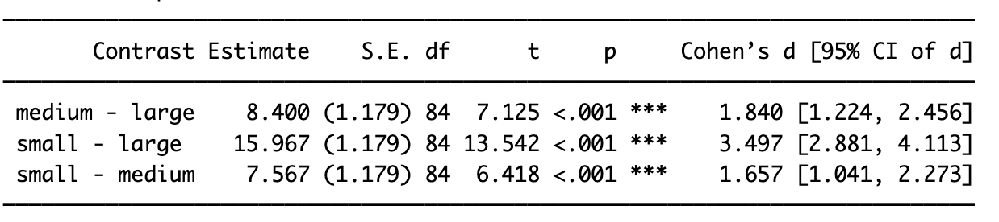 Contrast Estimate S.E. df t p Cohen’s d [95% CI of d]
medium - large 8.400 (1.179) 84 7.125 <.001 *** 1.840 [1.224, 2.456]
small - large 15.967 (1.179) 84 13.542 <.001 *** 3.497 [2.881, 4.113]
small - medium 7.567 (1.179) 84 6.418 <.001 *** 1.657 [1.041, 2.273]